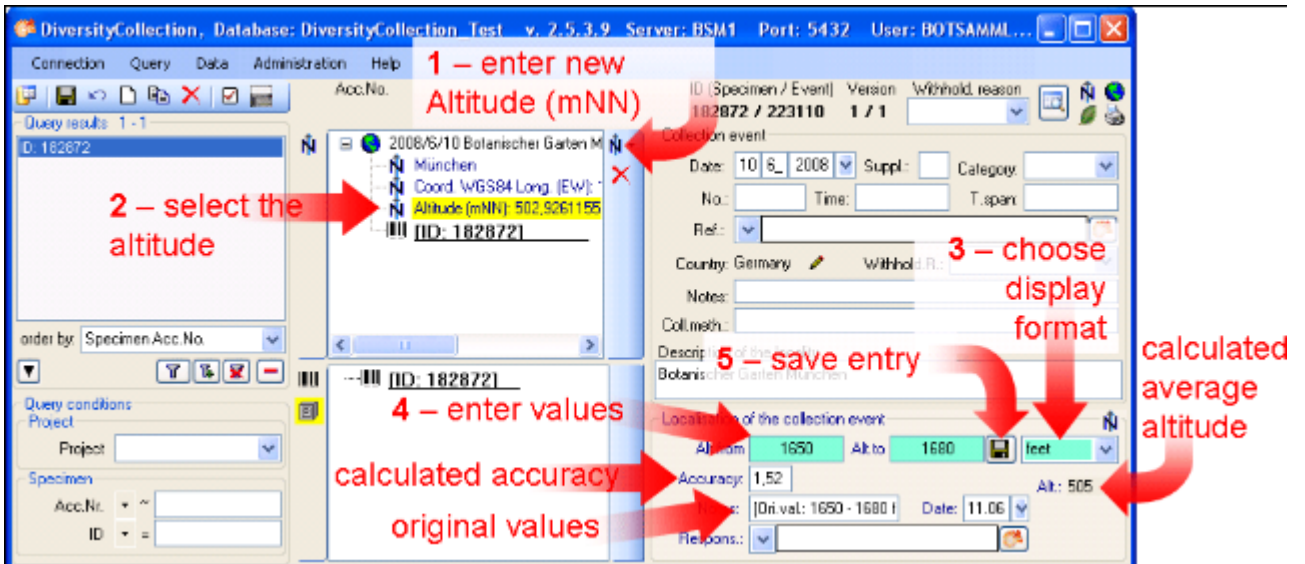 DiversityCollection, Database: DiversityCollection_Test v. 2.5.3.9 Server: BSM1 Port: 5432 User: BOTSAMML...
Connection Query Data Administration Help
1 – enter new
Altitude (mNN)
Acc.No.
ID (Specimen / Event) Version Withhold. reason
182872 / 223110 1 / 1
Query results 1 - 1
ID: 182872
2008/6/10 Botanischer Garten M
München
Coord. WGS84 Long. (EW):
Altitude (mNN): 502,9261155
[ID: 182872]
2 – select the
altitude
Collection event
Date: 10 6_ 2008 Suppl.: Category:
No.: Time: T.span:
Ref.:
Country: Germany Withhold.R.:
Notes:
Coll.meth.:
Description of the locality
Botanischer Garten München
3 – choose
display
format
order by: Specimen Acc.No.
5 – save entry
calculated
average
altitude
[ID: 182872]
4 – enter values
Query conditions
Project
Project
Specimen
Acc.Nr. ~
ID =
Localisation of the collection event
Alt.from 1650 Alt.to 1680 feet
calculated accuracy
Accuracy: 1,52 Alt.: 505
original values
Notes: |Ori.val.: 1650 - 1680 f Date: 11.06
Respons.: